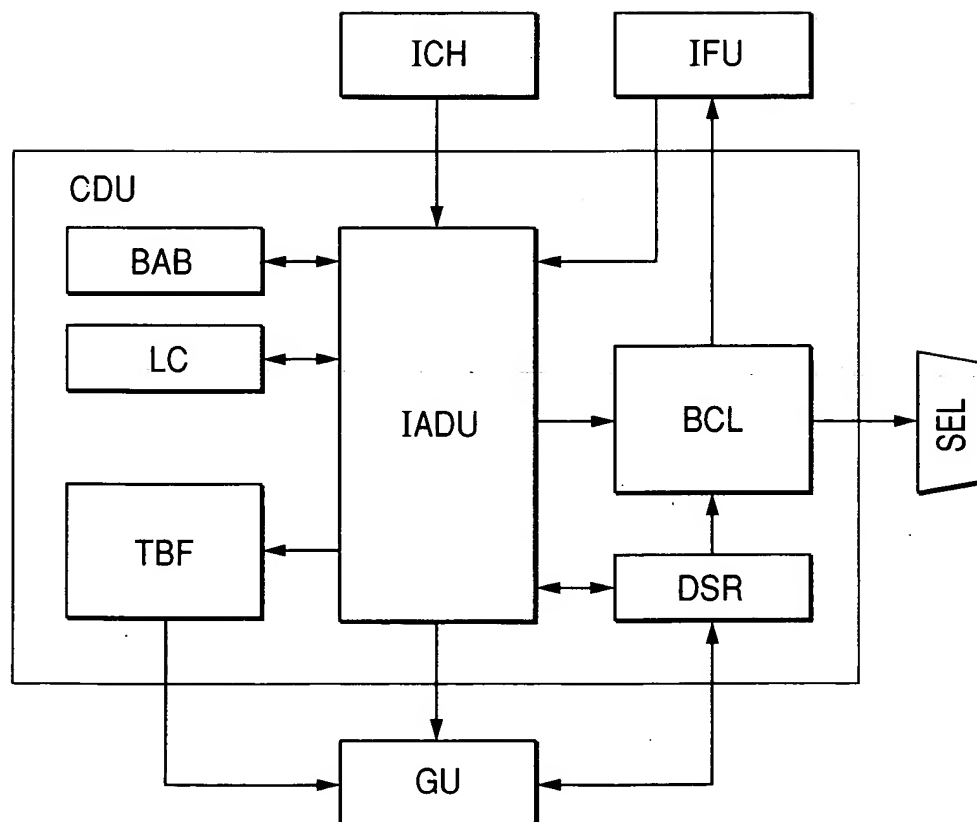 ICH
IFU
CDU
BAB
LC
IADU
BCL
SEL
TBF
DSR
GU